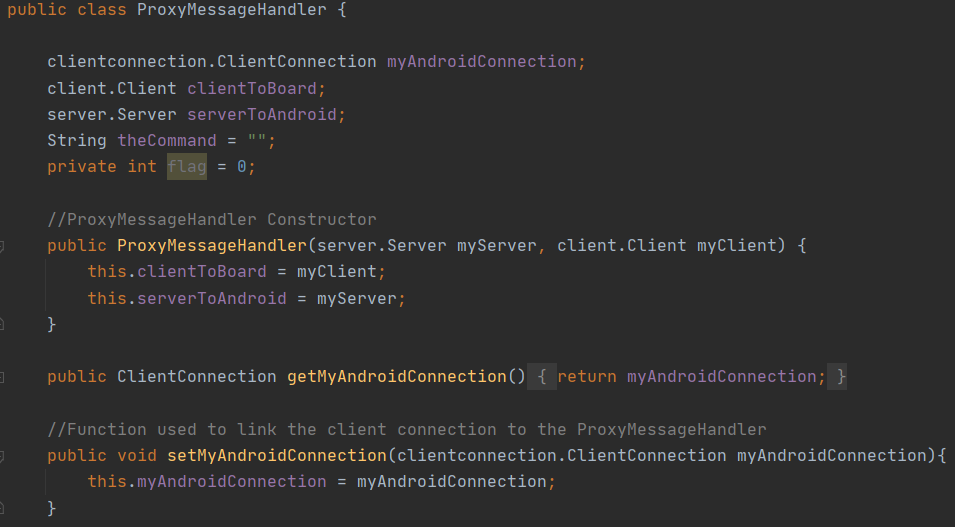 public class ProxyMessageHandler {
clientconnection.ClientConnection myAndroidConnection;
client.Client clientToBoard;
server.Server serverToAndroid;
String theCommand = "";
private int flag = 0;
//ProxyMessageHandler Constructor
public ProxyMessageHandler(server.Server myServer, client.Client myClient) {
this.clientToBoard = myClient;
this.serverToAndroid = myServer;
}
public ClientConnection getMyAndroidConnection() { return myAndroidConnection; }
//Function used to link the client connection to the ProxyMessageHandler
public void setMyAndroidConnection(clientconnection.ClientConnection myAndroidConnection){
this.myAndroidConnection = myAndroidConnection;
}